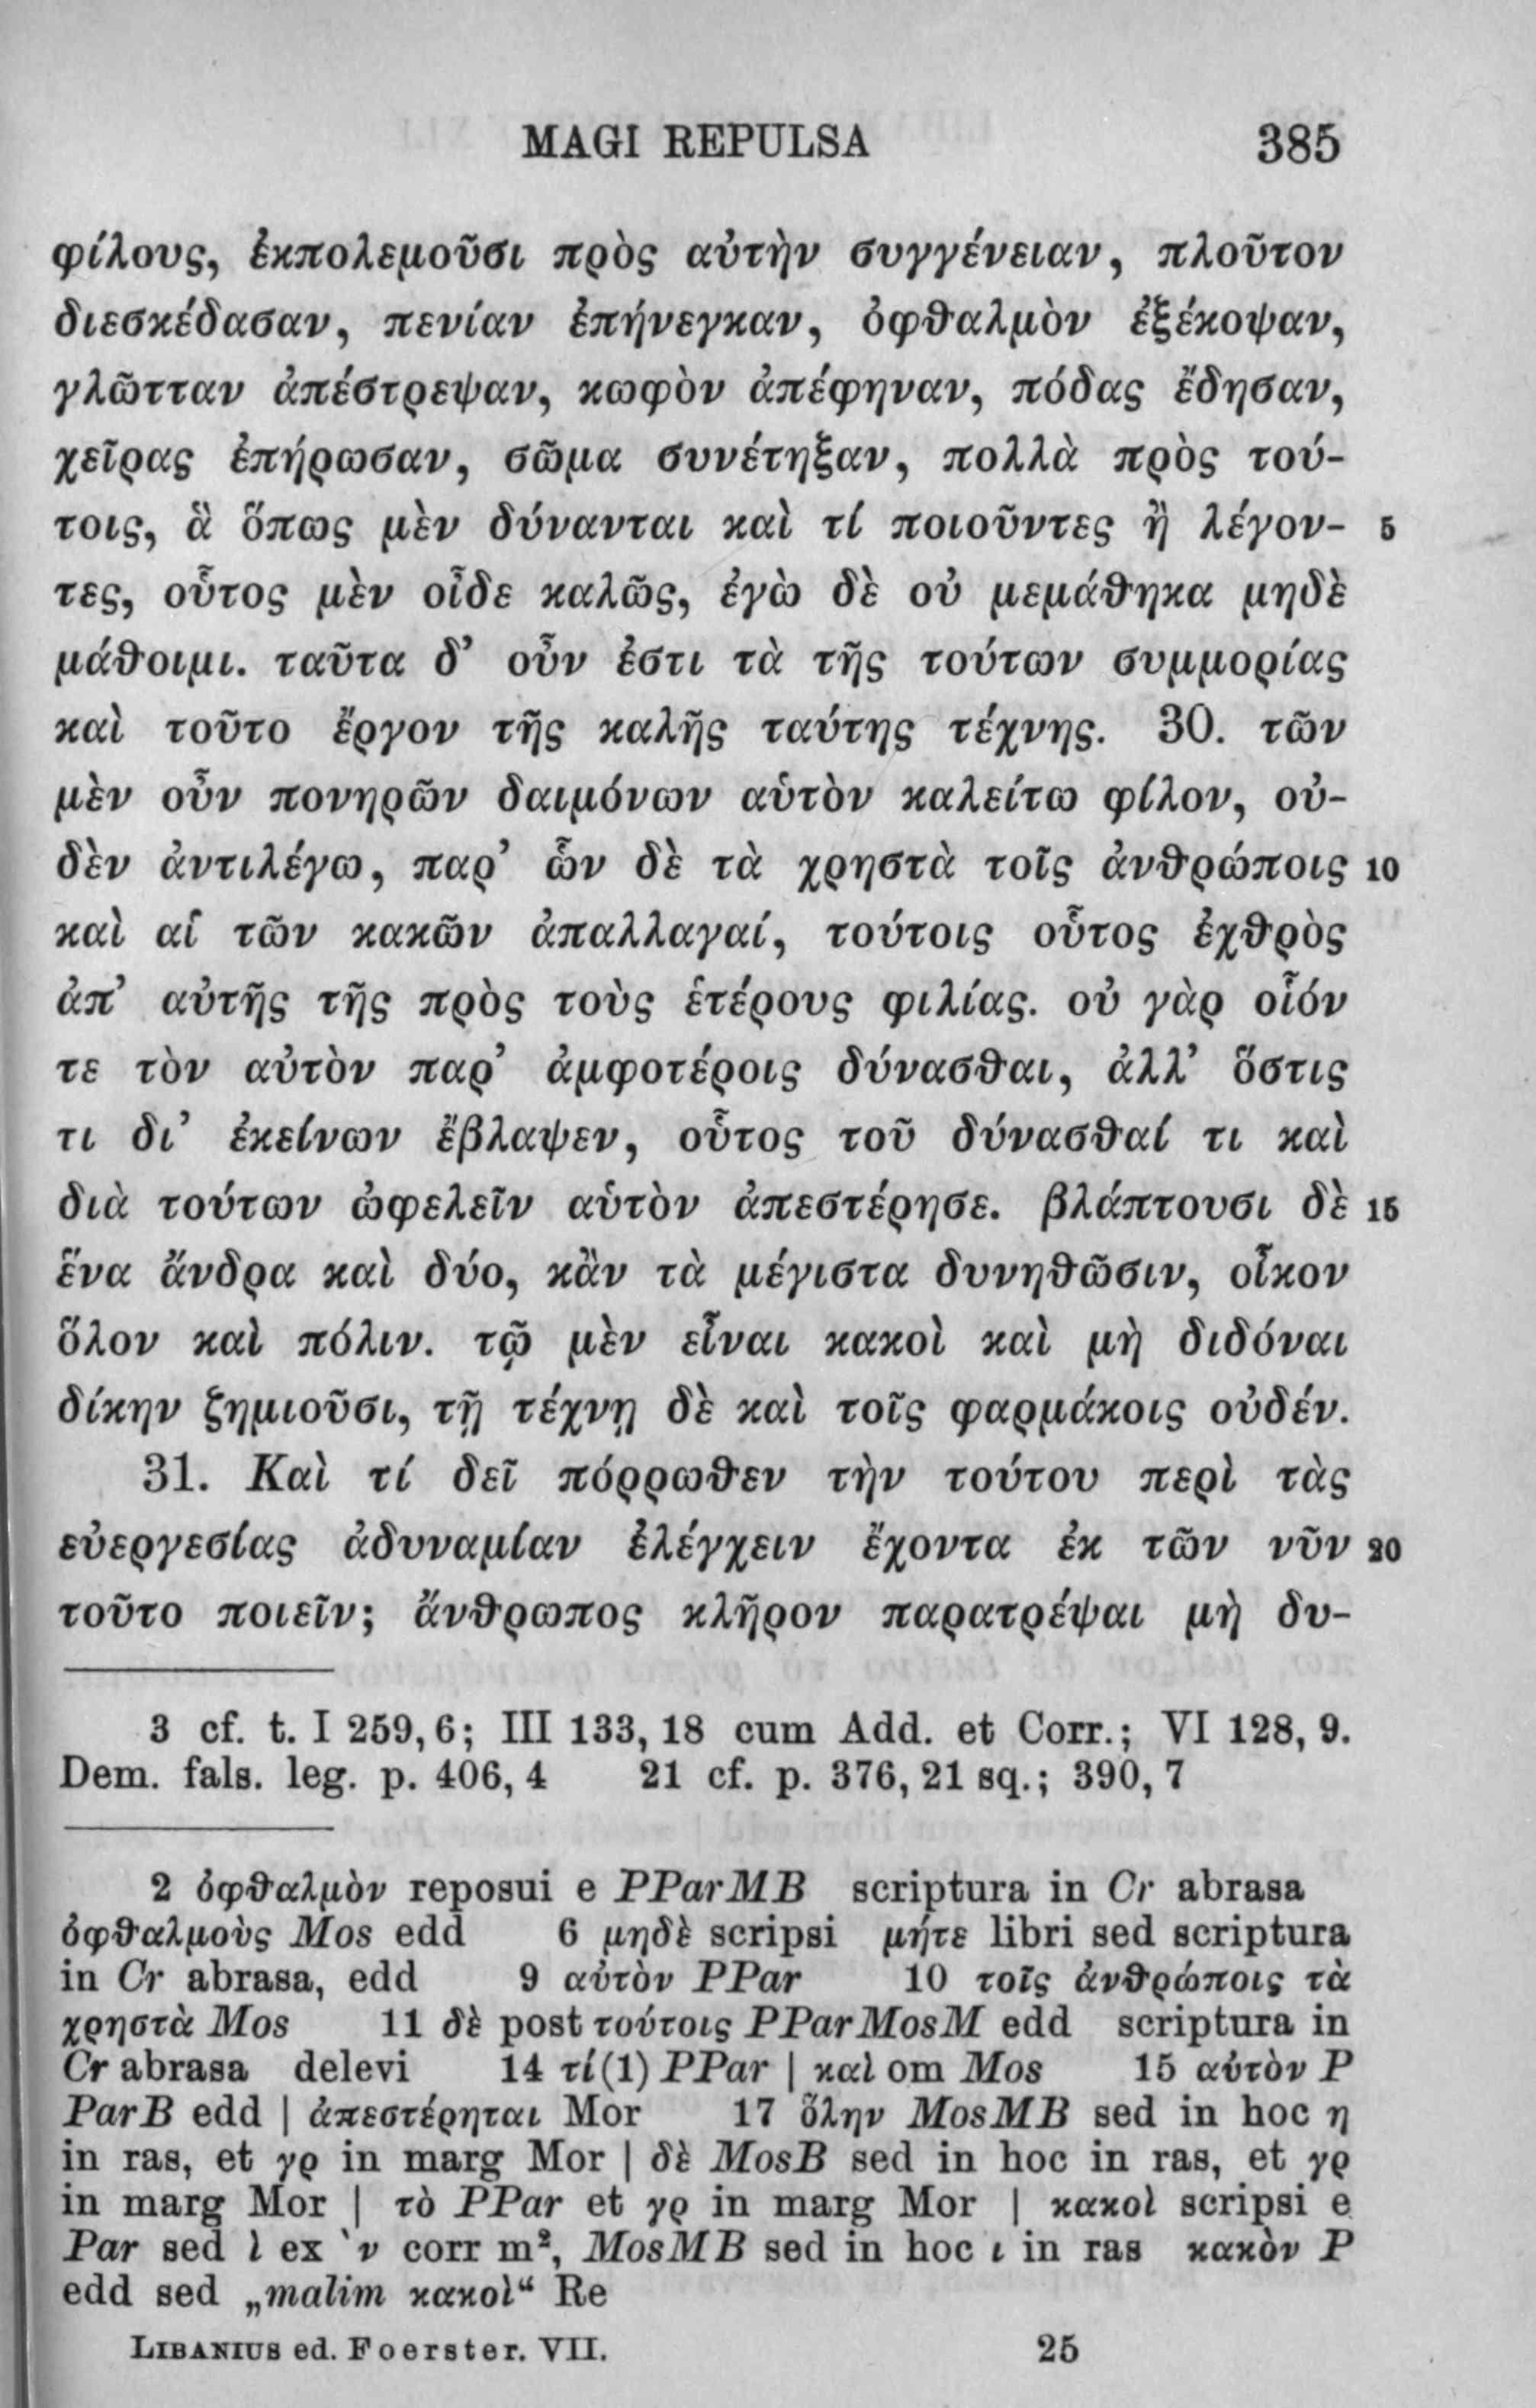 MAGI REPULSA 385
φίλους, ἐκπολεμοῦσι πρὸς αὐτὴν συγγένειαν, πλοῦτον
διεσκέδασαν, πενίαν ἐπήνεγκαν, ὀφθαλμὸν ἐξέκοψαν,
γλῶτταν ἀπέστρεψαν, κωφὸν ἀπέφηναν, πόδας ἔδησαν,
χεῖρας ἐπήρωσαν, σῶμα συνέτηξαν, πολλὰ πρὸς τού-
τοις, ἃ ὅπως μὲν δύνανται καὶ τί ποιοῦντες ἢ λέγον- 5
τες, οὗτος μὲν οἶδε καλῶς, ἐγὼ δὲ οὐ μεμάθηκα μηδὲ
μάθοιμι. ταῦτα δ’ οὖν ἐστι τὰ τῆς τούτων συμμορίας
καὶ τοῦτο ἔργον τῆς καλῆς ταύτης τέχνης. 30. τῶν
μὲν οὖν πονηρῶν δαιμόνων αὑτὸν καλείτω φίλον, οὐ-
δὲν ἀντιλέγω, παρ’ ὧν δὲ τὰ χρηστὰ τοῖς ἀνθρώποις 10
καὶ αἱ τῶν κακῶν ἀπαλλαγαί, τούτοις οὗτος ἐχθρὸς
ἀπ’ αὐτῆς τῆς πρὸς τοὺς ἑτέρους φιλίας. οὐ γὰρ οἷόν
τε τὸν αὐτὸν παρ’ ἀμφοτέροις δύνασθαι, ἀλλ’ ὅστις
τι δι’ ἐκείνων ἔβλαψεν, οὗτος τοῦ δύνασθαί τι καὶ
διὰ τούτων ὠφελεῖν αὑτὸν ἀπεστέρησε. βλάπτουσι δὲ 15
ἕνα ἄνδρα καὶ δύο, κἂν τὰ μέγιστα δυνηθῶσιν, οἶκον
ὅλον καὶ πόλιν. τῷ μὲν εἶναι κακοὶ καὶ μὴ διδόναι
δίκην ζημιοῦσι, τῇ τέχνῃ δὲ καὶ τοῖς φαρμάκοις οὐδέν.
31. Καὶ τί δεῖ πόρρωθεν τὴν τούτου περὶ τὰς
εὐεργεσίας ἀδυναμίαν ἐλέγχειν ἔχοντα ἐκ τῶν νῦν 20
τοῦτο ποιεῖν; ἄνθρωπος κλῆρον παρατρέψαι μὴ δυ-
3 cf. t. I 259, 6; III 133, 18 cum Add. et Corr.; VI 128, 9.
Dem. fals. leg. p. 406, 4 21 cf. p. 376, 21 sq.; 390, 7
2 ὀφθαλμὸν reposui e PParMB scriptura in Cr abrasa
ὀφθαλμοὺς Mos edd 6 μηδὲ scripsi μήτε libri sed scriptura
in Cr abrasa, edd 9 αὐτὸν PPar 10 τοῖς ἀνθρώποις τὰ
χρηστὰ Mos 11 δὲ post τούτοις PParMosM edd scriptura in
Cr abrasa delevi 14 τί(1) PPar | καὶ om Mos 15 αὐτὸν P
ParB edd | ἀπεστέρηται Mor 17 ὅλην MosMB sed in hoc η
in ras, et γρ in marg Mor | δὲ MosB sed in hoc in ras, et γρ
in marg Mor | τὸ PPar et γρ in marg Mor | κακοὶ scripsi e
Par sed ὶ ex `ν corr m², MosMB sed in hoc ι in ras κακὸν P
edd sed „malim κακοὶ“ Re
LIBANIUS ed. Foerster. VII. 25